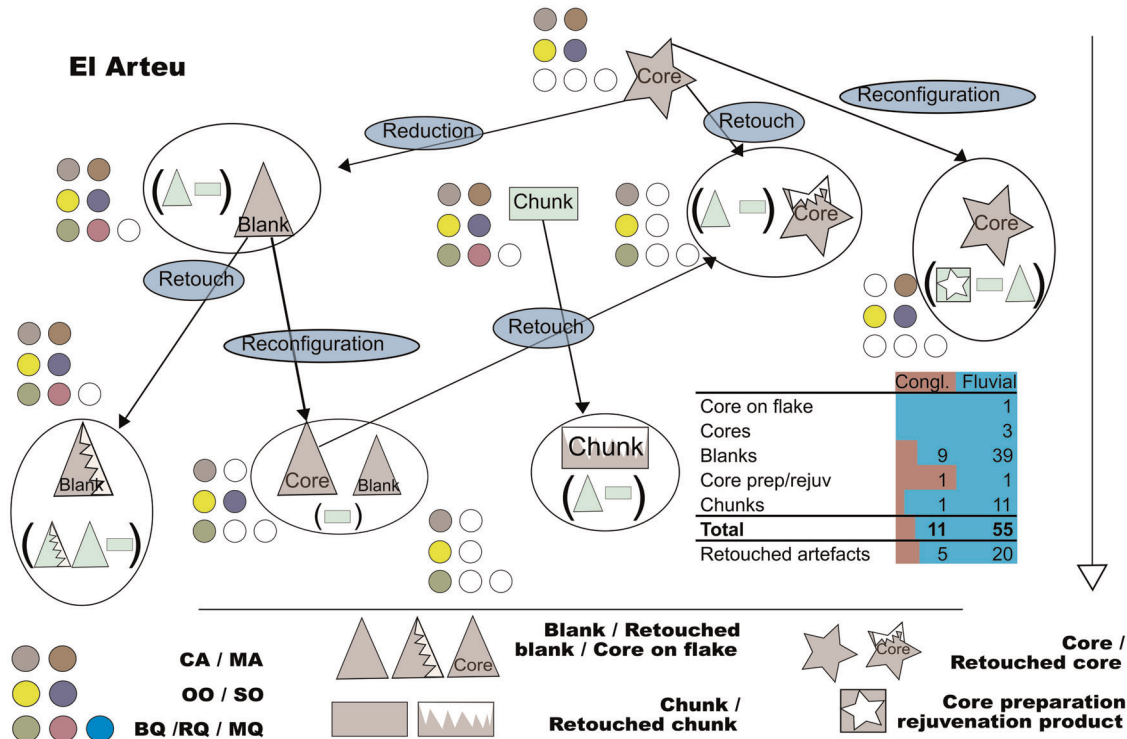 El Arteu
Core
Reconfiguration
Reduction
Retouch
Blank
Chunk
Core
Core
Retouch
Reconfiguration
Retouch
Congl. Fluvial
Core on flake 1
Cores 3
Blanks 9 39
Core prep/rejuv 1 1
Chunks 1 11
Total 11 55
Retouched artefacts 5 20
Blank
Core
Blank
Chunk
CA / MA
OO / SO
BQ /RQ / MQ
Core
Blank / Retouched
blank / Core on flake
Chunk /
Retouched chunk
Core
Core /
Retouched core
Core preparation
rejuvenation product